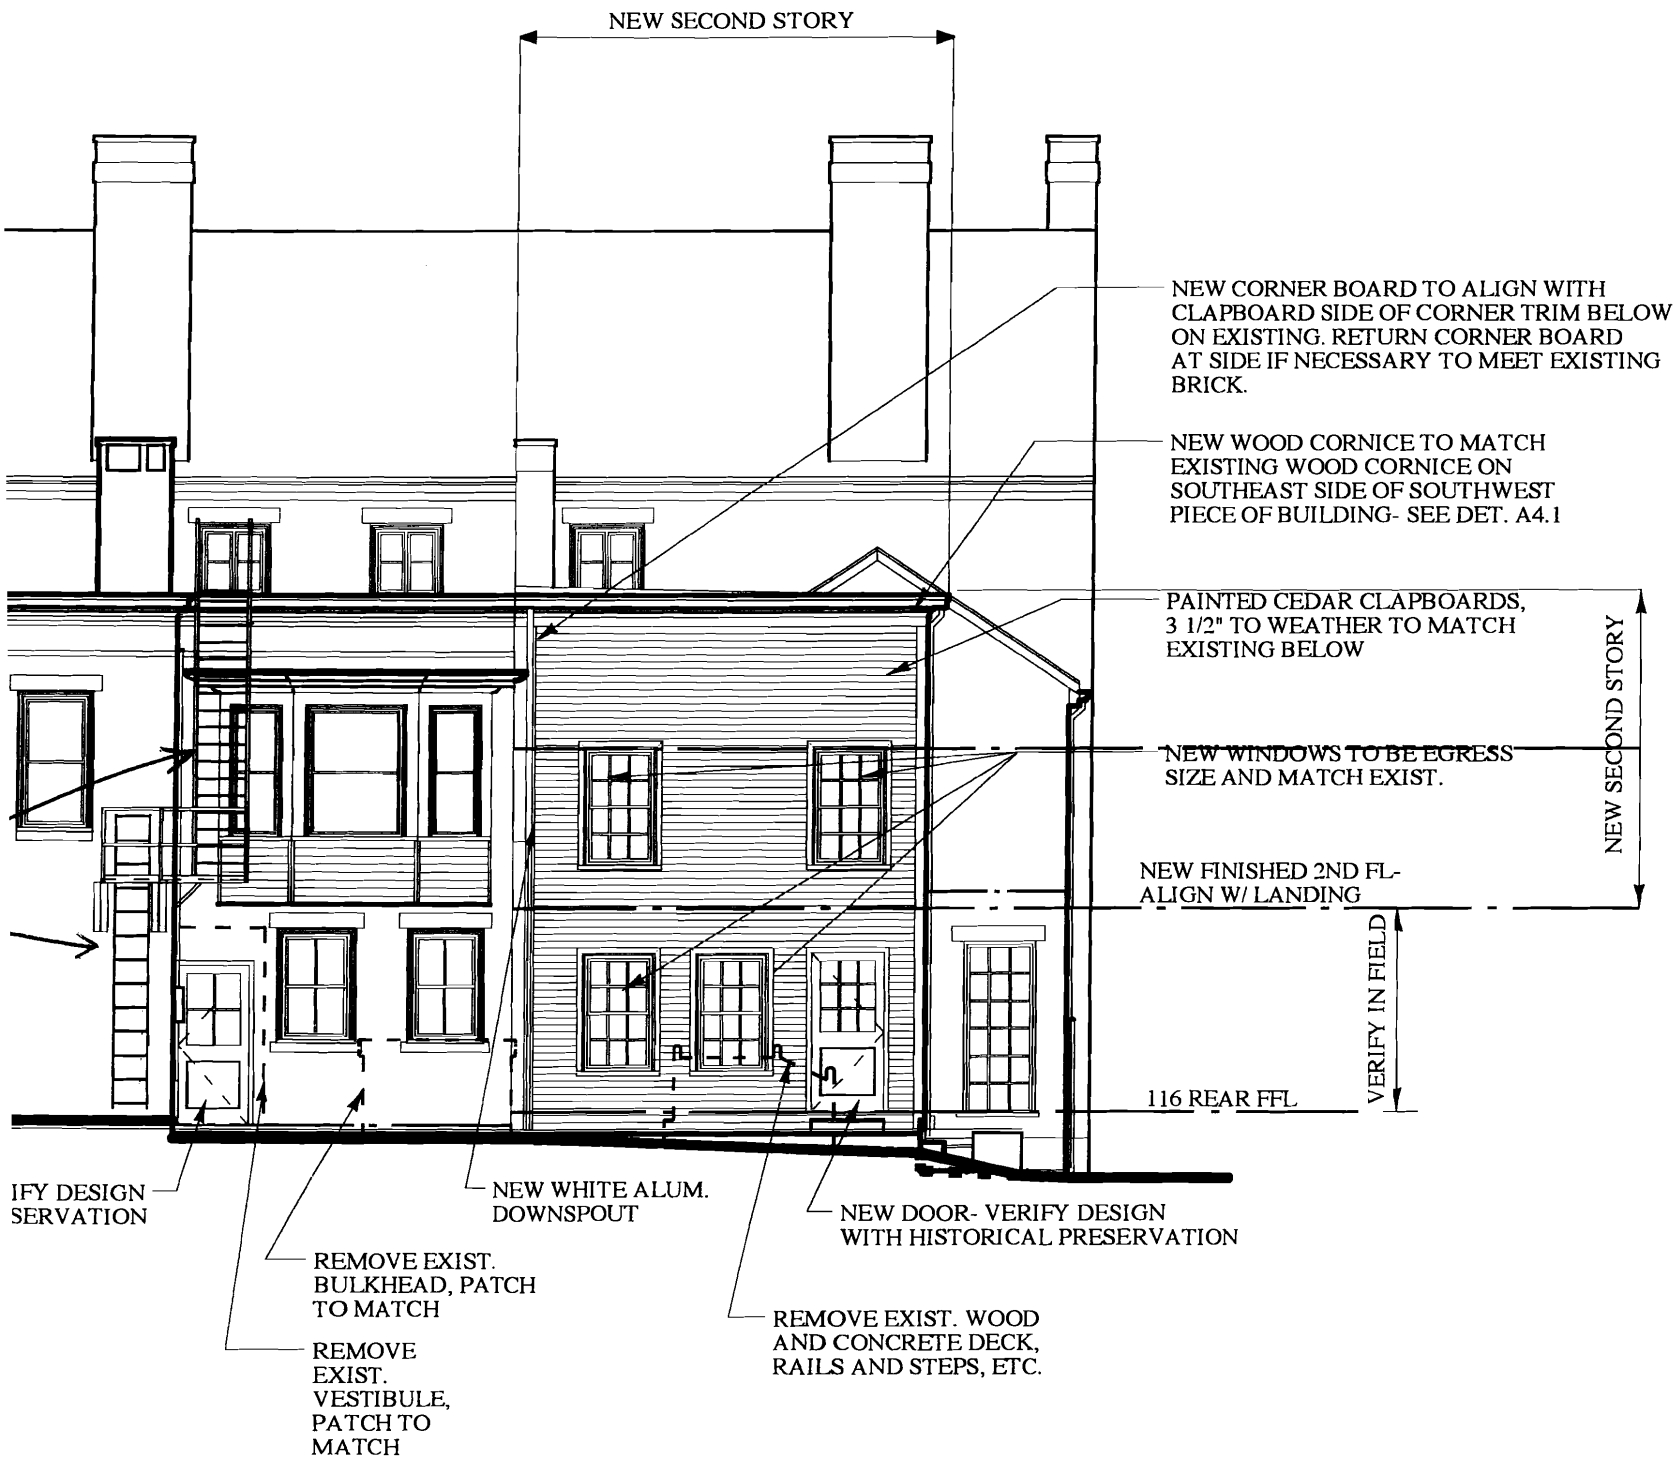 NEW SECOND STORY
NEW CORNER BOARD TO ALIGN WITH
CLAPBOARD SIDE OF CORNER TRIM BELOW
ON EXISTING. RETURN CORNER BOARD
AT SIDE IF NECESSARY TO MEET EXISTING
BRICK.
NEW WOOD CORNICE TO MATCH
EXISTING WOOD CORNICE ON
SOUTHEAST SIDE OF SOUTHWEST
PIECE OF BUILDING- SEE DET. A4.1
PAINTED CEDAR CLAPBOARDS,
3 1/2" TO WEATHER TO MATCH
EXISTING BELOW
NEW SECOND STORY
NEW WINDOWS TO BE EGRESS
SIZE AND MATCH EXIST.
NEW FINISHED 2ND FL-
ALIGN W/ LANDING
VERIFY IN FIELD
116 REAR FFL
IFY DESIGN
SERVATION
NEW WHITE ALUM.
DOWNSPOUT
NEW DOOR- VERIFY DESIGN
WITH HISTORICAL PRESERVATION
REMOVE EXIST.
BULKHEAD, PATCH
TO MATCH
REMOVE EXIST. WOOD
AND CONCRETE DECK,
RAILS AND STEPS, ETC.
REMOVE
EXIST.
VESTIBULE,
PATCH TO
MATCH